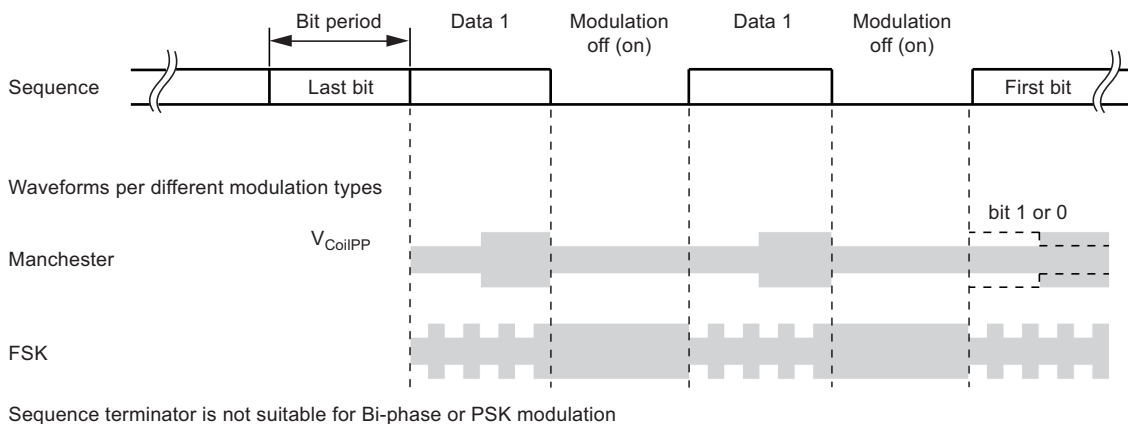 Bit period
Data 1
Modulation
off (on)
Data 1
Modulation
off (on)
Sequence
Last bit
First bit
Waveforms per different modulation types
bit 1 or 0
VCoilPP
Manchester
FSK
Sequence terminator is not suitable for Bi-phase or PSK modulation